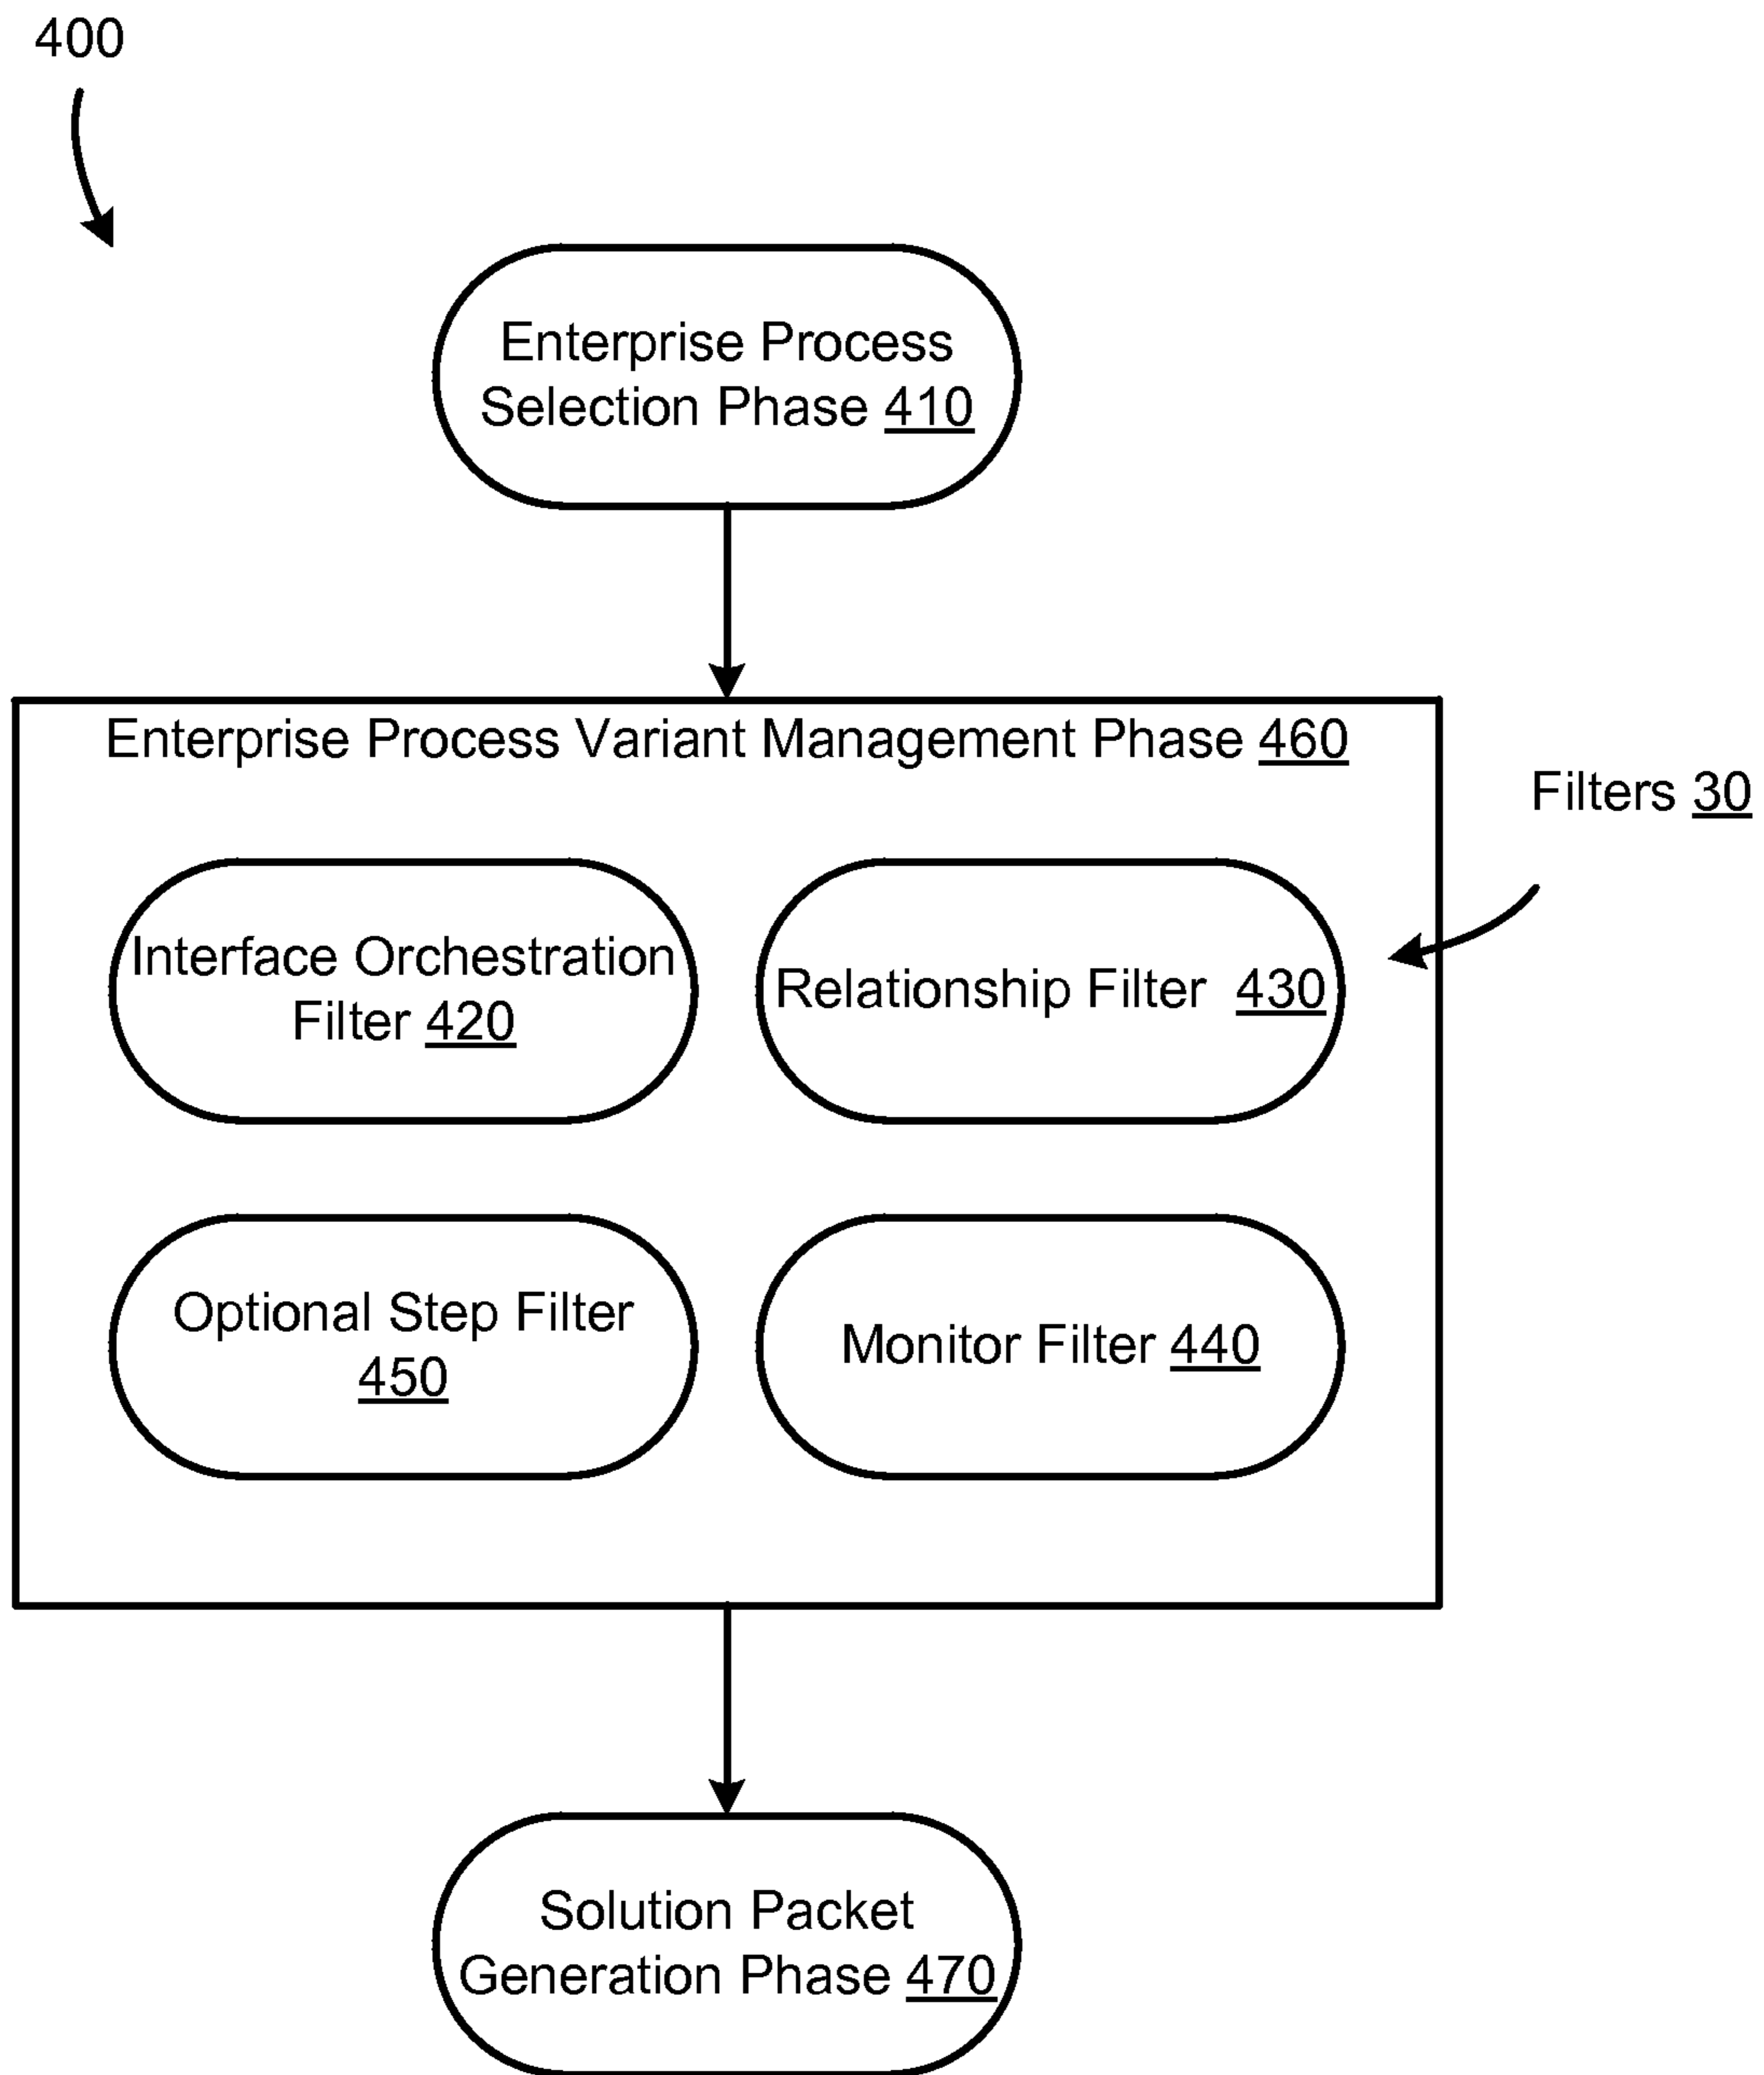 400
Enterprise Process
Selection Phase 410
Enterprise Process Variant Management Phase 460
Filters 30
Interface Orchestration
Filter 420
Relationship Filter 430
Optional Step Filter
450
Monitor Filter 440
Solution Packet
Generation Phase 470